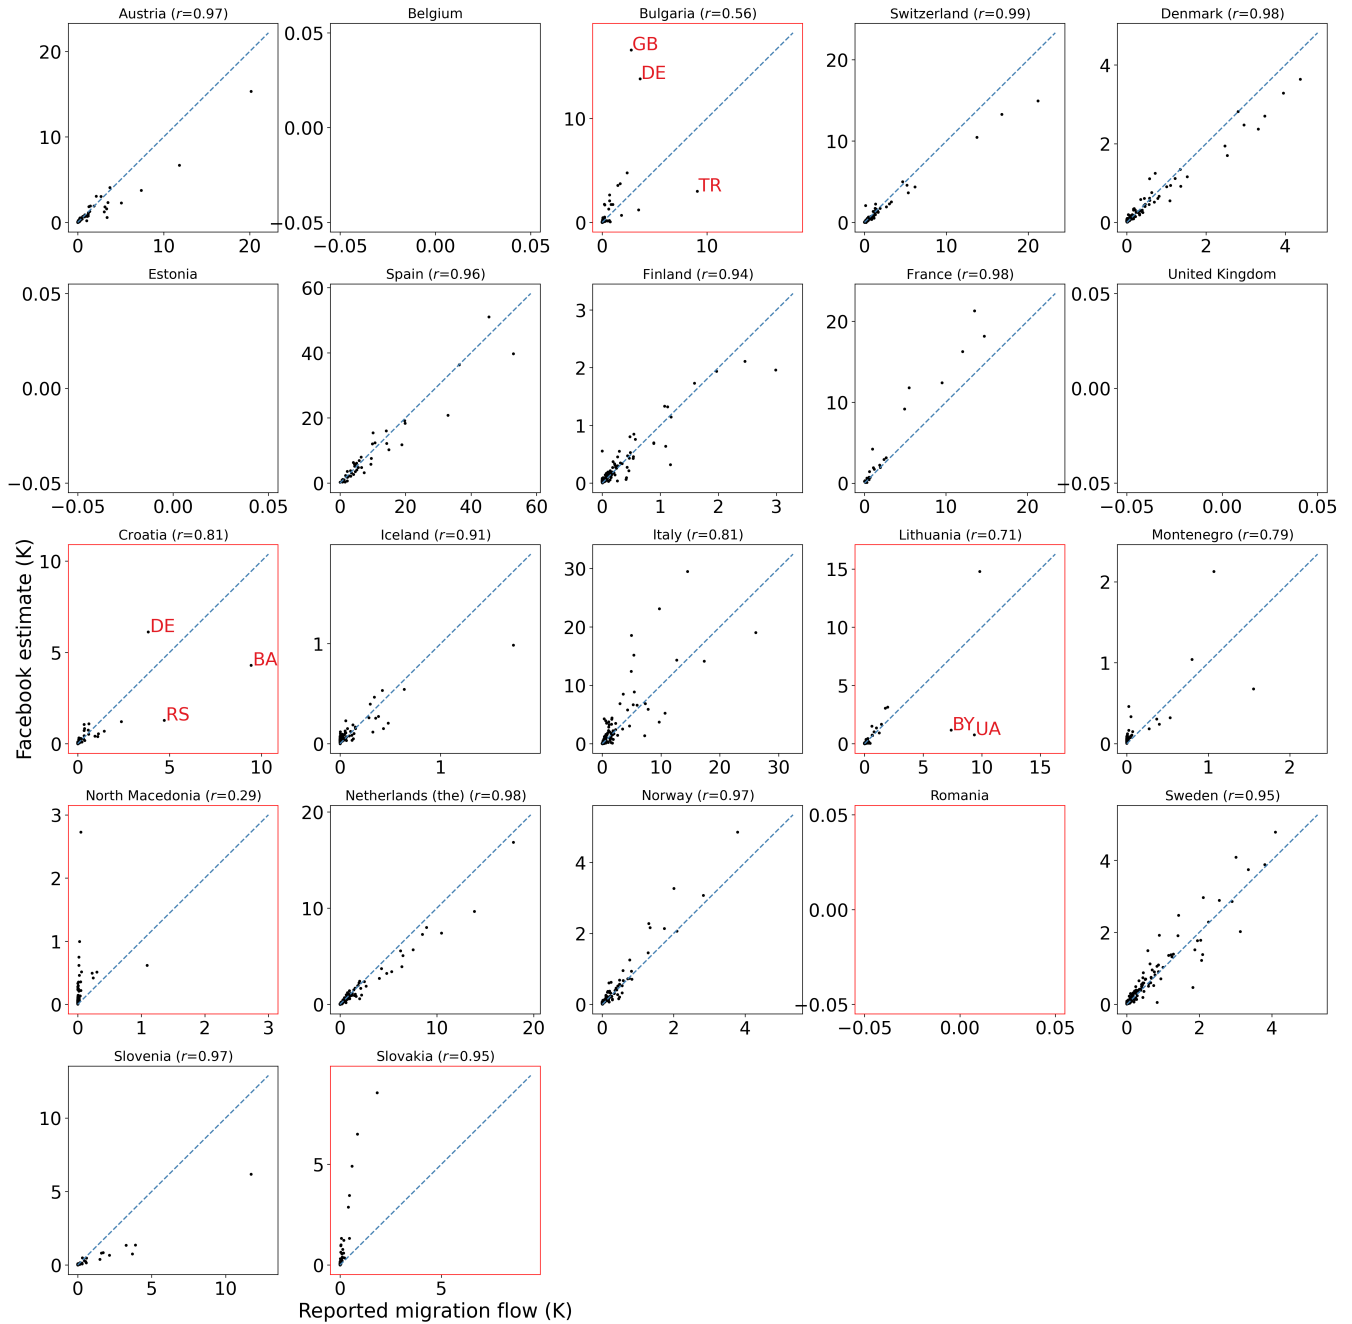 Austria (r=0.97)
Belgium
Bulgaria (r=0.56)
Switzerland (r=0.99)
Denmark (r=0.98)
20
10
0
0 10 20
0.05
0.00
−0.05
−0.05 0.00 0.05
GB
DE
TR
10
0
0 10
20
10
0
0 10 20
4
2
0
0 2 4
Estonia
Spain (r=0.96)
Finland (r=0.94)
France (r=0.98)
United Kingdom
0.05
0.00
−0.05
−0.05 0.00 0.05
60
40
20
0
0 20 40 60
3
2
1
0
0 1 2 3
20
10
0
0 10 20
0.05
0.00
−0.05
−0.05 0.00 0.05
Croatia (r=0.81)
Iceland (r=0.91)
Italy (r=0.81)
Lithuania (r=0.71)
Montenegro (r=0.79)
Facebook estimate (K)
10
5
0
DE
BA
RS
0 5 10
1
0
0 1
30
20
10
0
0 10 20 30
15
10
5
0
BY
UA
0 5 10 15
2
1
0
0 1 2
North Macedonia (r=0.29)
Netherlands (the) (r=0.98)
Norway (r=0.97)
Romania
Sweden (r=0.95)
3
2
1
0
0 1 2 3
20
10
0
0 10 20
4
2
0
0 2 4
0.05
0.00
−0.05
−0.05 0.00 0.05
4
2
0
0 2 4
Slovenia (r=0.97)
Slovakia (r=0.95)
10
5
0
0 5 10
5
0
0 5
Reported migration flow (K)